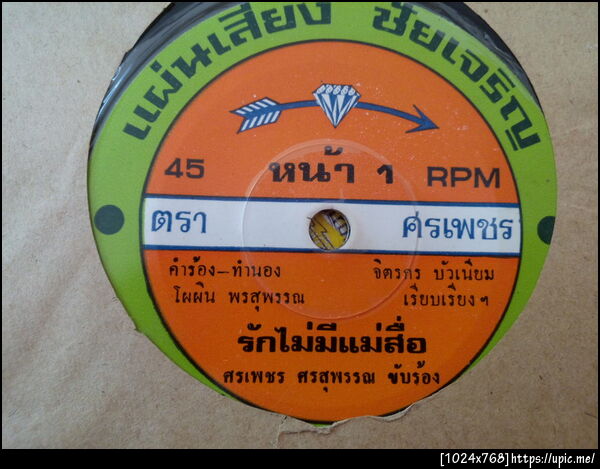 แผ่นเสียง ชัยเจริญ
45 หน้า ๑ RPM
ตรา ศรเพชร
คำร้อง-ทำนอง จิตรกร บัวเนียม
โผผิน พรสุพรรณ เรียบเรียงฯ
รักไม่มีแม่สื่อ
ศรเพชร ศรสุพรรณ ขับร้อง
[1024x768]https://upic.me/